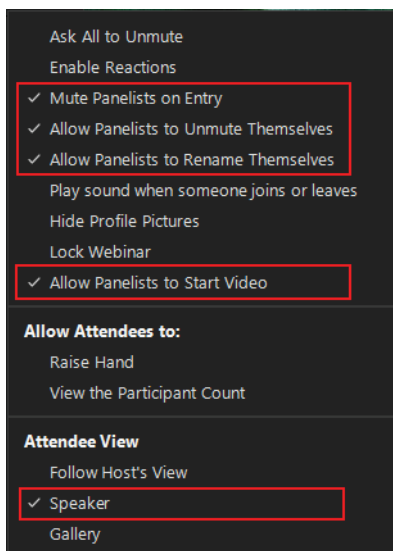 Ask All to Unmute
Enable Reactions
Mute Panelists on Entry
Allow Panelists to Unmute Themselves
Allow Panelists to Rename Themselves
Play sound when someone joins or leaves
Hide Profile Pictures
Lock Webinar
Allow Panelists to Start Video
Allow Attendees to:
Raise Hand
View the Participant Count
Attendee View
Follow Host's View
Speaker
Gallery